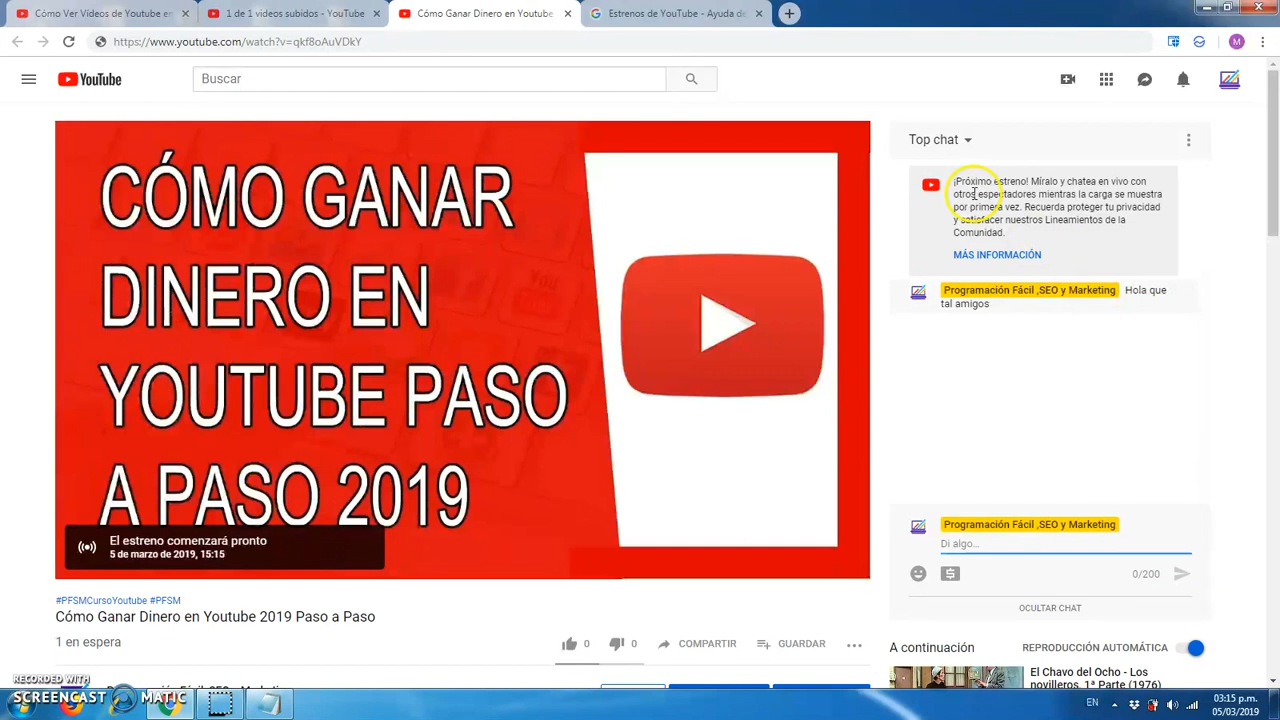 Cómo Ver Videos de Youtube en
1 de 1 videos subidos - YouTube
Cómo Ganar Dinero en Youtube
Estrenos de YouTube - Ayuda de
https://www.youtube.com/watch?v=qkf8oAuVDkY
M
YouTube
Buscar
CÓMO GANAR
DINERO EN
YOUTUBE PASO
A PASO 2019
El estreno comenzará pronto
5 de marzo de 2019, 15:15
Top chat
¡Próximo estreno! Míralo y chatea en vivo con
otros espectadores mientras la carga se muestra
por primera vez. Recuerda proteger tu privacidad
y satisfacer nuestros Lineamientos de la
Comunidad.
MÁS INFORMACIÓN
Programación Fácil ,SEO y Marketing Hola que
tal amigos
Programación Fácil ,SEO y Marketing
Di algo...
0/200
OCULTAR CHAT
#PFSMCursoYoutube #PFSM
Cómo Ganar Dinero en Youtube 2019 Paso a Paso
1 en espera
0
0
COMPARTIR
GUARDAR
A continuación
REPRODUCCIÓN AUTOMÁTICA
El Chavo del Ocho - Los
novilleros, 1ª Parte (1976)
RECORDED WITH
SCREENCAST MATIC
EN
03:15 p.m.
05/03/2019